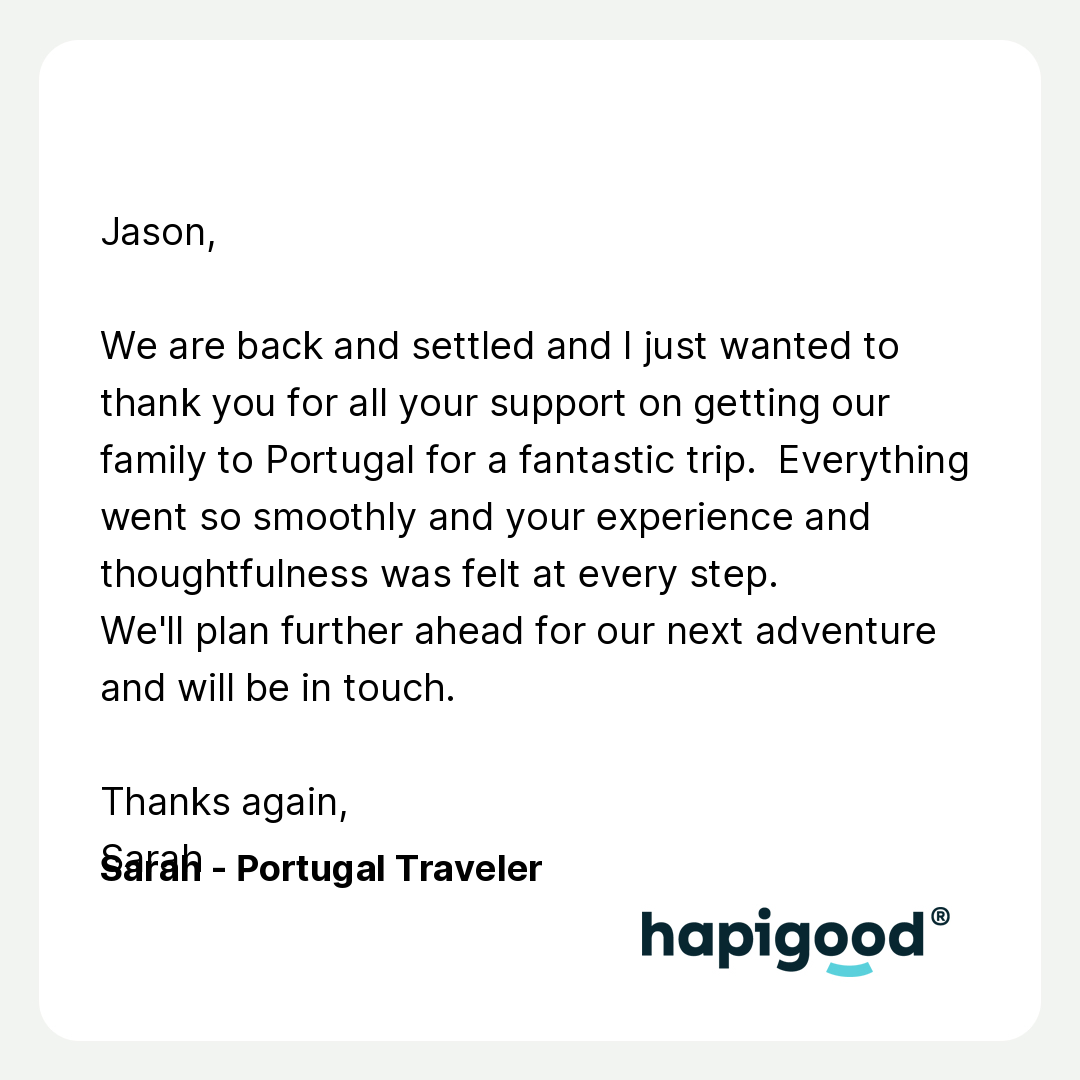 Jason,
We are back and settled and I just wanted to
thank you for all your support on getting our
family to Portugal for a fantastic trip.  Everything
went so smoothly and your experience and
thoughtfulness was felt at every step.
We'll plan further ahead for our next adventure
and will be in touch.
Thanks again,
Sarah
Sarah - Portugal Traveler
hapigood®